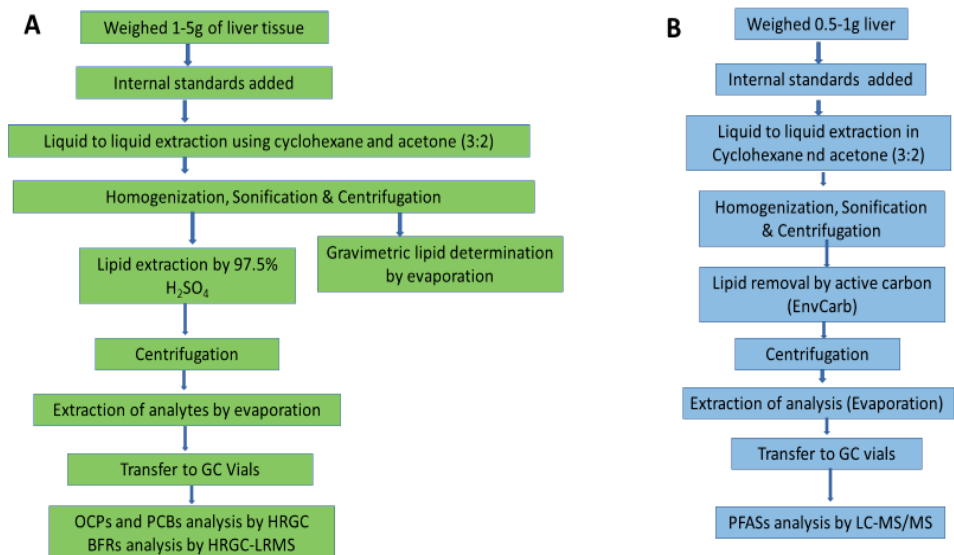 A
Weighed 1-5g of liver tissue
Internal standards added
Liquid to liquid extraction using cyclohexane and acetone (3:2)
Homogenization, Sonification & Centrifugation
Lipid extraction by 97.5%
H₂SO₄
Gravimetric lipid determination
by evaporation
Centrifugation
Extraction of analytes by evaporation
Transfer to GC Vials
OCPs and PCBs analysis by HRGC
BFRs analysis by HRGC-LRMS
B
Weighed 0.5-1g liver
Internal standards added
Liquid to liquid extraction in
Cyclohexane nd acetone (3:2)
Homogenization, Sonification
& Centrifugation
Lipid removal by active carbon
(EnvCarb)
Centrifugation
Extraction of analysis (Evaporation)
Transfer to GC vials
PFASs analysis by LC-MS/MS